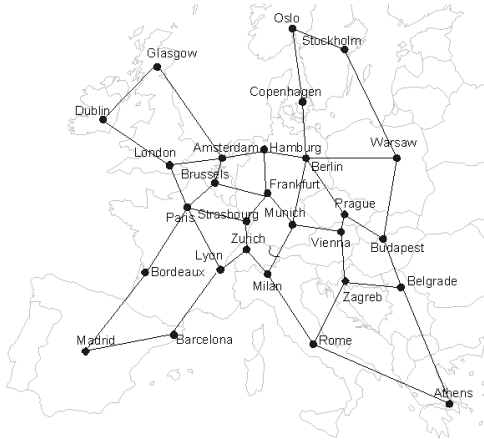 Oslo
Stockholm
Glasgow
Copenhagen
Dublin
London
Amsterdam
Hamburg
Warsaw
Berlin
Brussels
Frankfurt
Prague
Paris
Strasbourg
Munich
Zurich
Vienna
Budapest
Lyon
Bordeaux
Milan
Zagreb
Belgrade
Madrid
Barcelona
Rome
Athens